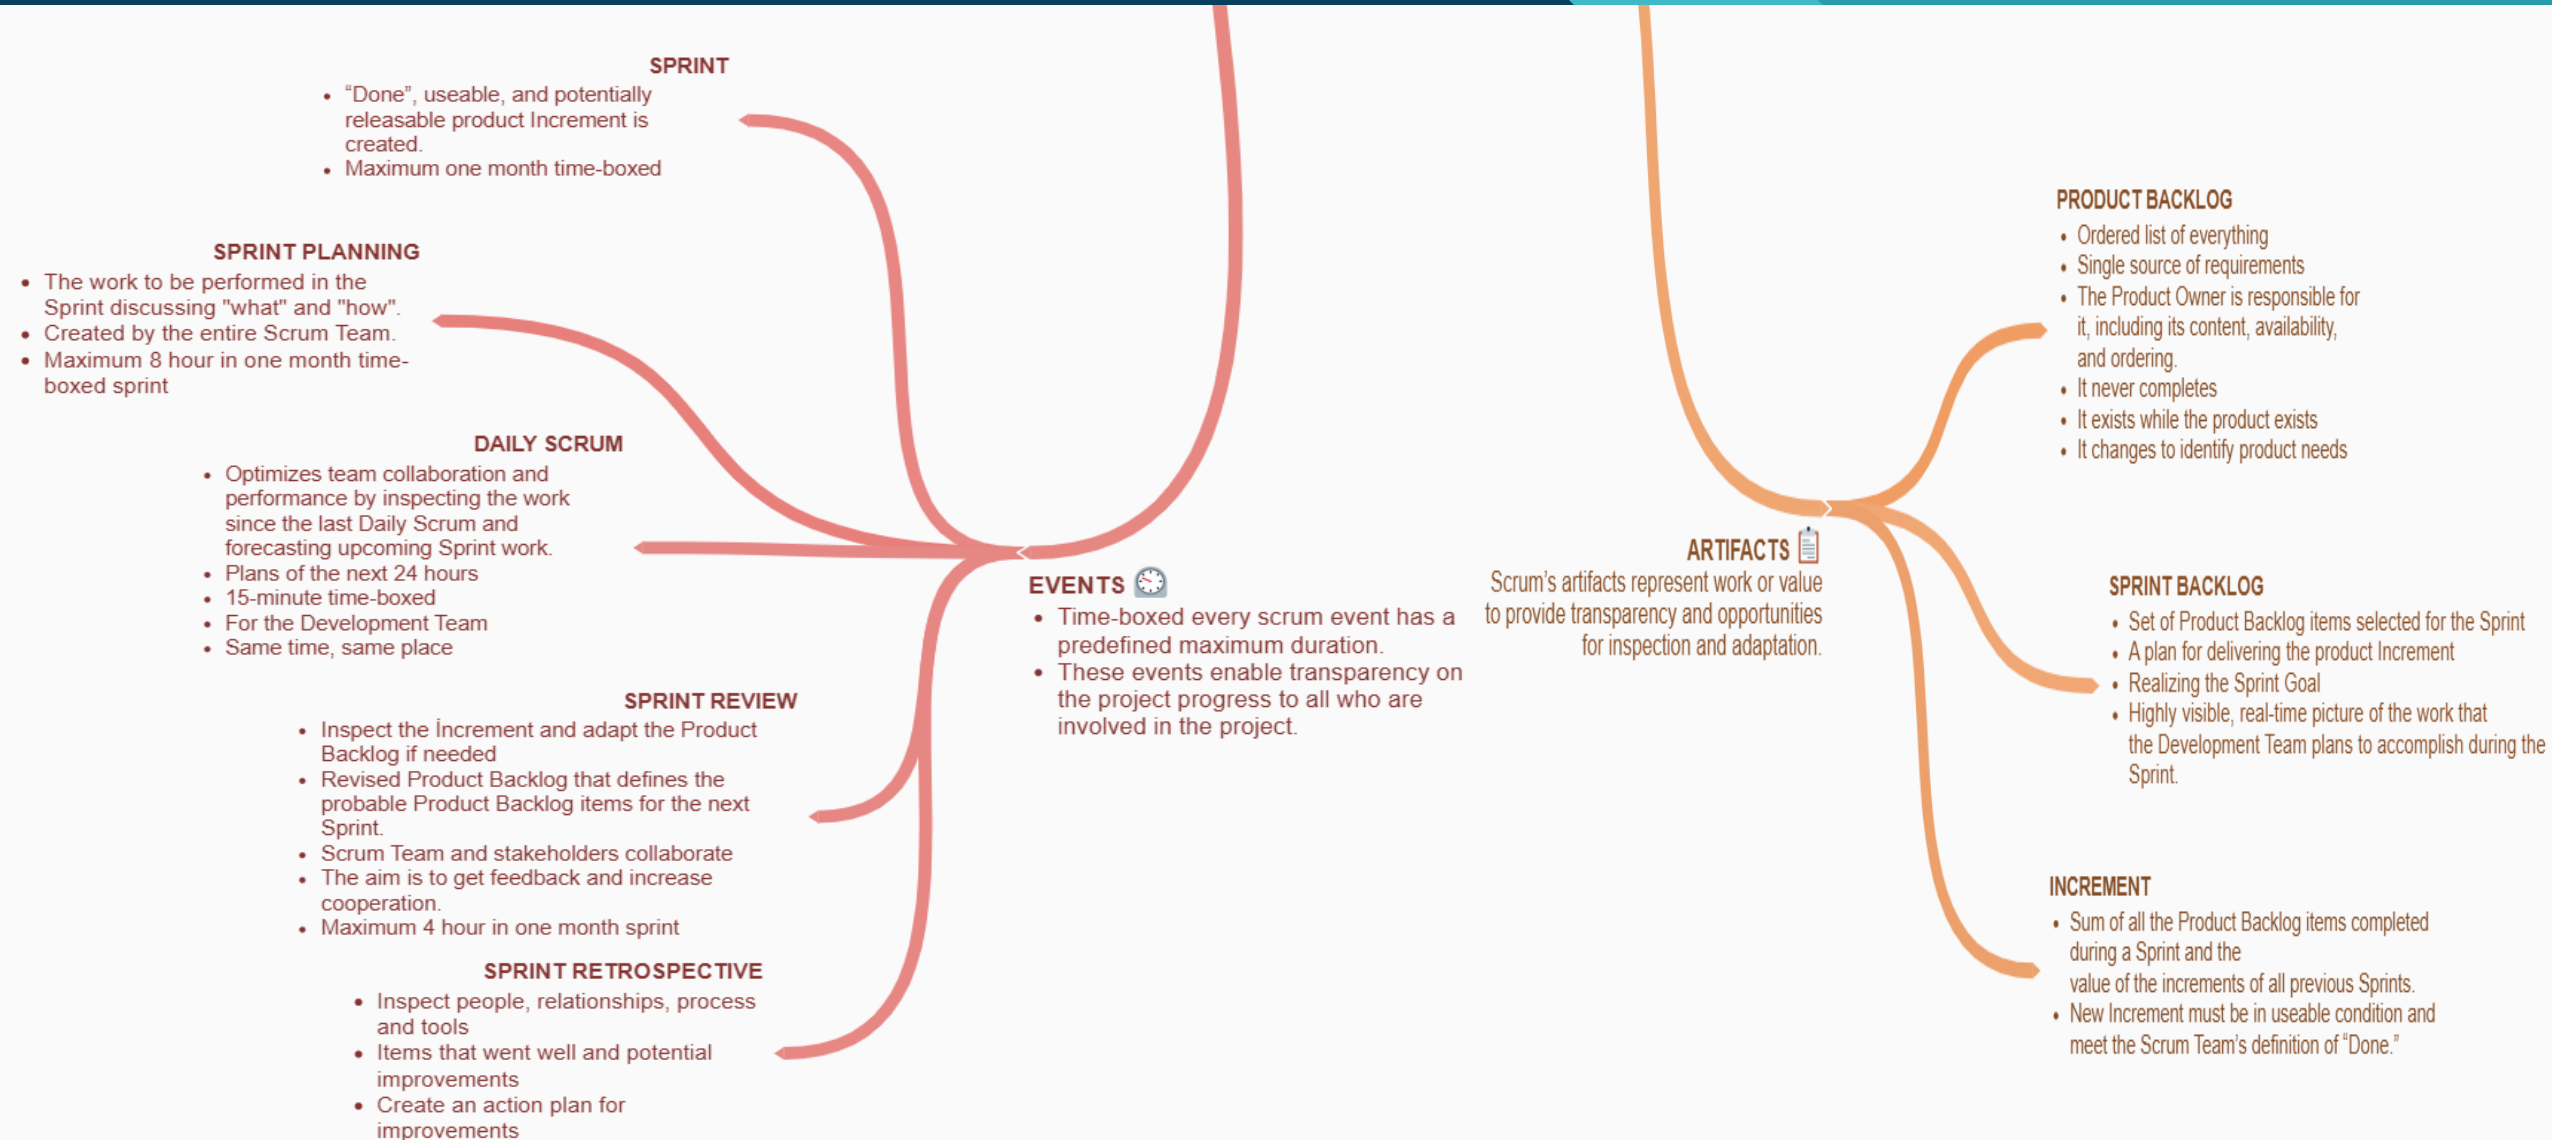 SPRINT
• “Done”, useable, and potentially
releasable product Increment is
created.
• Maximum one month time-boxed
SPRINT PLANNING
• The work to be performed in the
Sprint discussing "what" and "how".
• Created by the entire Scrum Team.
• Maximum 8 hour in one month time-
boxed sprint
DAILY SCRUM
• Optimizes team collaboration and
performance by inspecting the work
since the last Daily Scrum and
forecasting upcoming Sprint work.
• Plans of the next 24 hours
• 15-minute time-boxed
• For the Development Team
• Same time, same place
SPRINT REVIEW
• Inspect the İncrement and adapt the Product
Backlog if needed
• Revised Product Backlog that defines the
probable Product Backlog items for the next
Sprint.
• Scrum Team and stakeholders collaborate
• The aim is to get feedback and increase
cooperation.
• Maximum 4 hour in one month sprint
SPRINT RETROSPECTIVE
• Inspect people, relationships, process
and tools
• Items that went well and potential
improvements
• Create an action plan for
improvements
EVENTS
• Time-boxed every scrum event has a
predefined maximum duration.
• These events enable transparency on
the project progress to all who are
involved in the project.
ARTIFACTS
Scrum’s artifacts represent work or value
to provide transparency and opportunities
for inspection and adaptation.
PRODUCT BACKLOG
• Ordered list of everything
• Single source of requirements
• The Product Owner is responsible for
it, including its content, availability,
and ordering.
• It never completes
• It exists while the product exists
• It changes to identify product needs
SPRINT BACKLOG
• Set of Product Backlog items selected for the Sprint
• A plan for delivering the product Increment
• Realizing the Sprint Goal
• Highly visible, real-time picture of the work that
the Development Team plans to accomplish during the
Sprint.
INCREMENT
• Sum of all the Product Backlog items completed
during a Sprint and the
value of the increments of all previous Sprints.
• New Increment must be in useable condition and
meet the Scrum Team’s definition of “Done.”